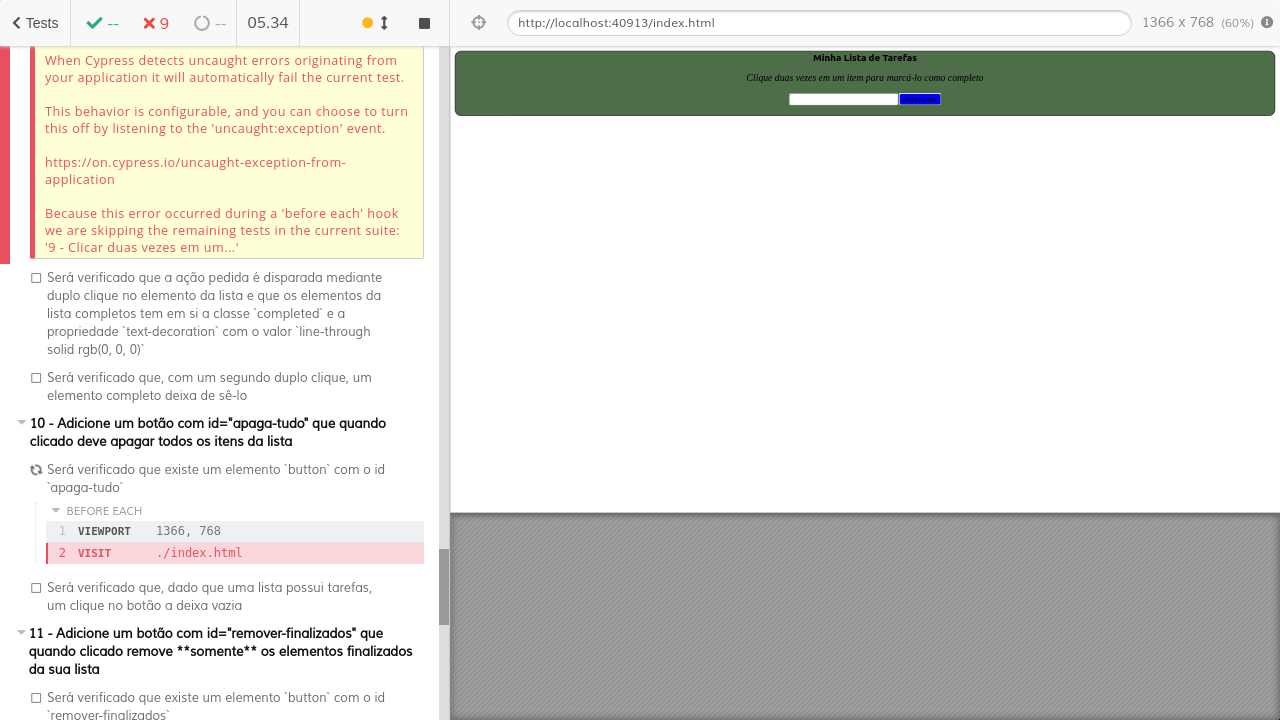 Tests
--
9
--
05.34
http://localhost:40913/index.html
1366 x 768 (60%)
When Cypress detects uncaught errors originating from
your application it will automatically fail the current test.
This behavior is configurable, and you can choose to turn
this off by listening to the 'uncaught:exception' event.
https://on.cypress.io/uncaught-exception-from-
application
Because this error occurred during a 'before each' hook
we are skipping the remaining tests in the current suite:
'9 - Clicar duas vezes em um...'
Será verificado que a ação pedida é disparada mediante
duplo clique no elemento da lista e que os elementos da
lista completos tem em si a classe `completed` e a
propriedade `text-decoration` com o valor `line-through
solid rgb(0, 0, 0)`
Será verificado que, com um segundo duplo clique, um
elemento completo deixa de sê-lo
10 - Adicione um botão com id="apaga-tudo" que quando
clicado deve apagar todos os itens da lista
Será verificado que existe um elemento `button` com o id
`apaga-tudo`
BEFORE EACH
1 VIEWPORT 1366, 768
2 VISIT ./index.html
Será verificado que, dado que uma lista possui tarefas,
um clique no botão a deixa vazia
11 - Adicione um botão com id="remover-finalizados" que
quando clicado remove **somente** os elementos finalizados
da sua lista
Será verificado que existe um elemento `button` com o id
`remover-finalizados`
Minha Lista de Tarefas
Clique duas vezes em um item para marcá-lo como completo